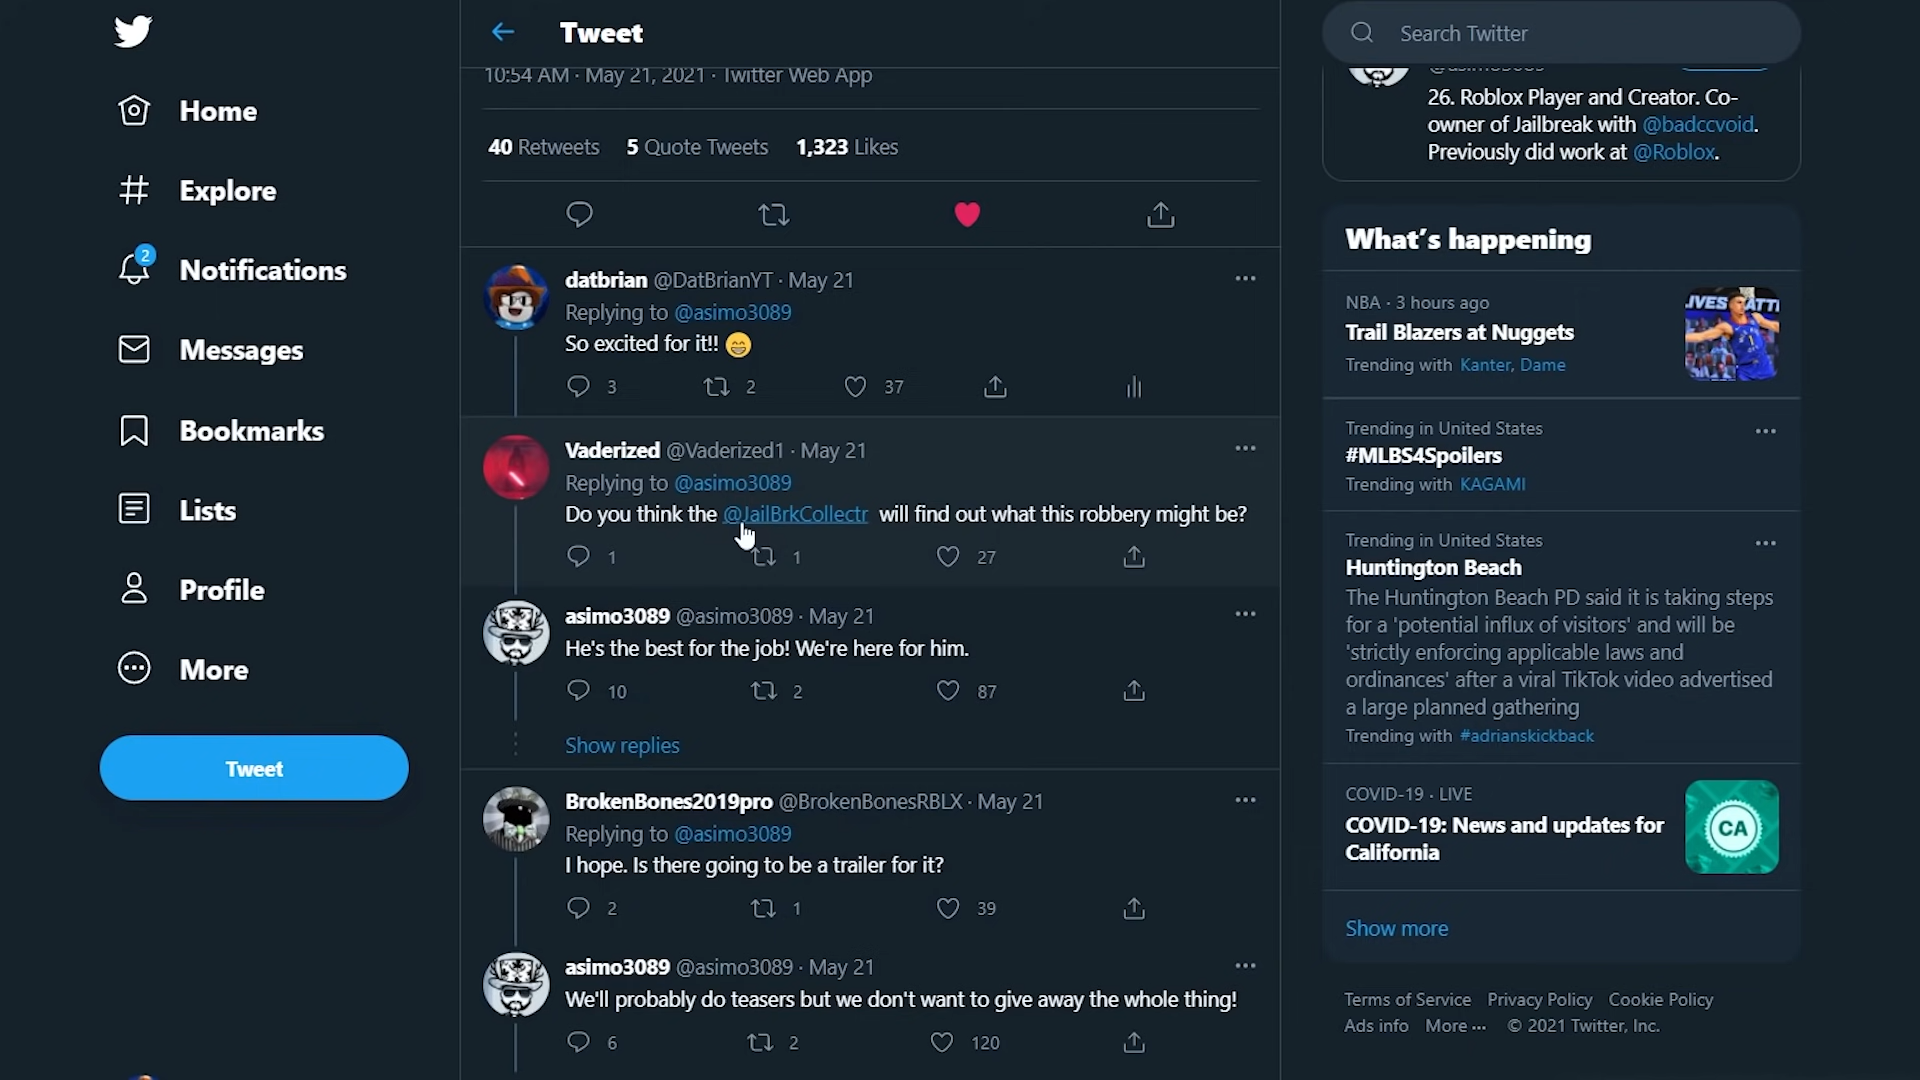 Home
Explore
2
Notifications
Messages
Bookmarks
Lists
Profile
More
Tweet
Tweet
10:54 AM · May 21, 2021 · Twitter Web App
40 Retweets 5 Quote Tweets 1,323 Likes
datbrian @DatBrianYT · May 21
Replying to @asimo3089
So excited for it!! 😁
3 2 37
Vaderized @Vaderized1 · May 21
Replying to @asimo3089
Do you think the @JailBrkCollectr will find out what this robbery might be?
1 1 27
asimo3089 @asimo3089 · May 21
He's the best for the job! We're here for him.
10 2 87
Show replies
BrokenBones2019pro @BrokenBonesRBLX · May 21
Replying to @asimo3089
I hope. Is there going to be a trailer for it?
2 1 39
asimo3089 @asimo3089 · May 21
We'll probably do teasers but we don't want to give away the whole thing!
6 2 120
Search Twitter
26. Roblox Player and Creator. Co-
owner of Jailbreak with @badccvoid.
Previously did work at @Roblox.
What's happening
NBA · 3 hours ago
Trail Blazers at Nuggets
Trending with Kanter, Dame
Trending in United States
#MLBS4Spoilers
Trending with KAGAMI
Trending in United States
Huntington Beach
The Huntington Beach PD said it is taking steps
for a 'potential influx of visitors' and will be
'strictly enforcing applicable laws and
ordinances' after a viral TikTok video advertised
a large planned gathering
Trending with #adrianskickback
COVID-19 · LIVE
COVID-19: News and updates for
California
CA
Show more
Terms of Service Privacy Policy Cookie Policy
Ads info More ··· © 2021 Twitter, Inc.